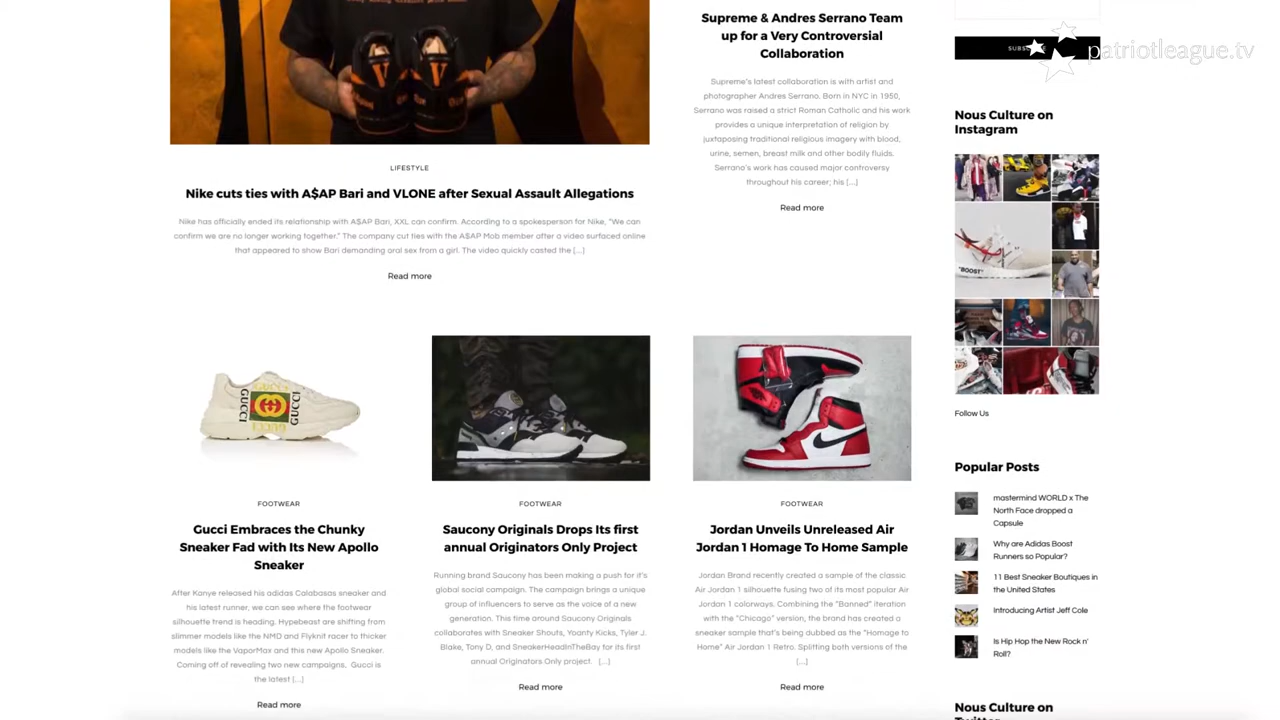 LIFESTYLE
Nike cuts ties with A$AP Bari and VLONE after Sexual Assault Allegations
Nike has officially ended its relationship with A$AP Bari, XXL can confirm. According to a spokesperson for Nike, "We can
confirm we are no longer working together." The company cut ties with the A$AP Mob member after a video surfaced online
that appeared to show Bari demanding oral sex from a girl. The video quickly casted the [...]
Read more
Supreme & Andres Serrano Team
up for a Very Controversial
Collaboration
Supreme's latest collaboration is with artist and
photographer Andres Serrano. Born in NYC in 1950,
Serrano was raised a strict Roman Catholic and his work
provides a unique interpretation of religion by
juxtaposing traditional religious imagery with blood,
urine, semen, breast milk and other bodily fluids.
Serrano's work has caused major controversy
throughout his career; his [...]
Read more
GUCCI
GUCCI
GUCCI
GUCCI
FOOTWEAR
Gucci Embraces the Chunky
Sneaker Fad with Its New Apollo
Sneaker
After Kanye released his adidas Calabasas sneaker and
his latest runner, we can see where the footwear
silhouette trend is heading. Hypebeast are shifting from
slimmer models like the NMD and Flyknit racer to thicker
models like the VaporMax and this new Apollo Sneaker.
Coming off of revealing two new campaigns, Gucci is
the latest [...]
Read more
FOOTWEAR
Saucony Originals Drops Its first
annual Originators Only Project
Running brand Saucony has been making a push for it's
global social campaign. The campaign brings a unique
group of influencers to serve as the voice of a new
generation. This time around Saucony Originals
collaborates with Sneaker Shouts, Yoanty Kicks, Tyler J.
Blake, Tony D, and SneakerHeadInTheBay for its first
annual Originators Only project. [...]
Read more
FOOTWEAR
Jordan Unveils Unreleased Air
Jordan 1 Homage To Home Sample
Jordan Brand recently created a sample of the classic
Air Jordan 1 silhouette fusing two of its most popular Air
Jordan 1 colorways. Combining the "Banned" iteration
with the "Chicago" version, the brand has created a
sneaker sample that's being dubbed as the "Homage to
Home" Air Jordan 1 Retro. Splitting both versions of the
[...]
Read more
patriotleague.tv
Nous Culture on
Instagram
"BOOST"
Follow Us
Popular Posts
mastermind WORLD x The
North Face dropped a
Capsule
Why are Adidas Boost
Runners so Popular?
11 Best Sneaker Boutiques in
the United States
Introducing Artist Jeff Cole
Is Hip Hop the New Rock n'
Roll?
Nous Culture on